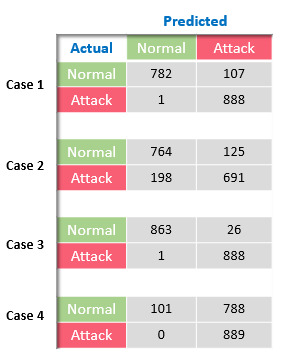 Predicted
Actual Normal Attack
Case 1
Normal 782 107
Attack 1 888
Case 2
Normal 764 125
Attack 198 691
Case 3
Normal 863 26
Attack 1 888
Case 4
Normal 101 788
Attack 0 889